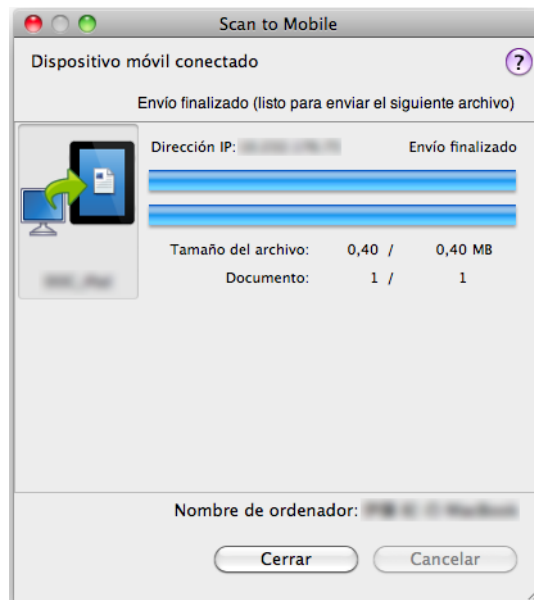 Scan to Mobile
Dispositivo móvil conectado
?
Envío finalizado (listo para enviar el siguiente archivo)
Dirección IP: Envío finalizado
Tamaño del archivo: 0,40 / 0,40 MB
Documento: 1 / 1
Nombre de ordenador:
Cerrar Cancelar